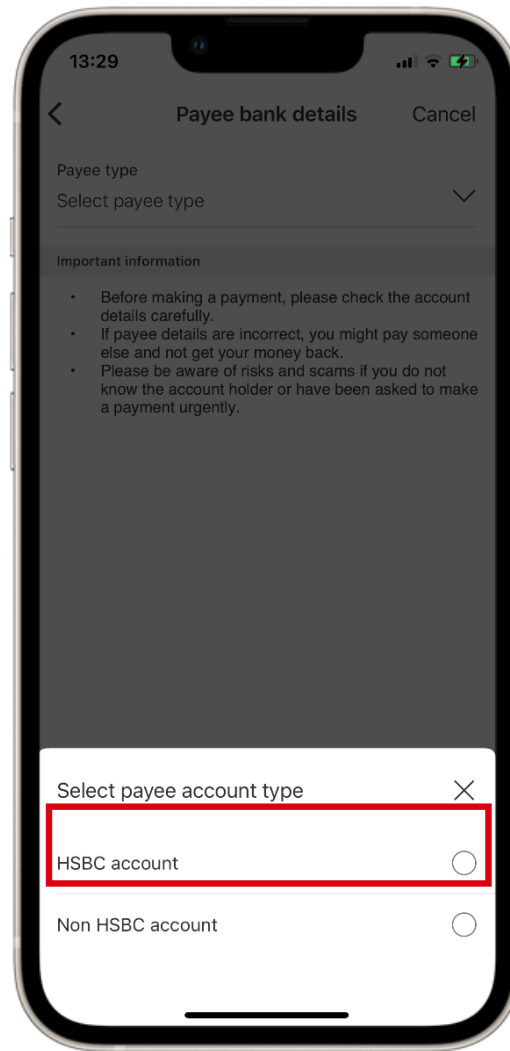 13:29
Payee bank details
Cancel
Payee type
Select payee type
Important information
• Before making a payment, please check the account
details carefully.
• If payee details are incorrect, you might pay someone
else and not get your money back.
• Please be aware of risks and scams if you do not
know the account holder or have been asked to make
a payment urgently.
Select payee account type
HSBC account
Non HSBC account